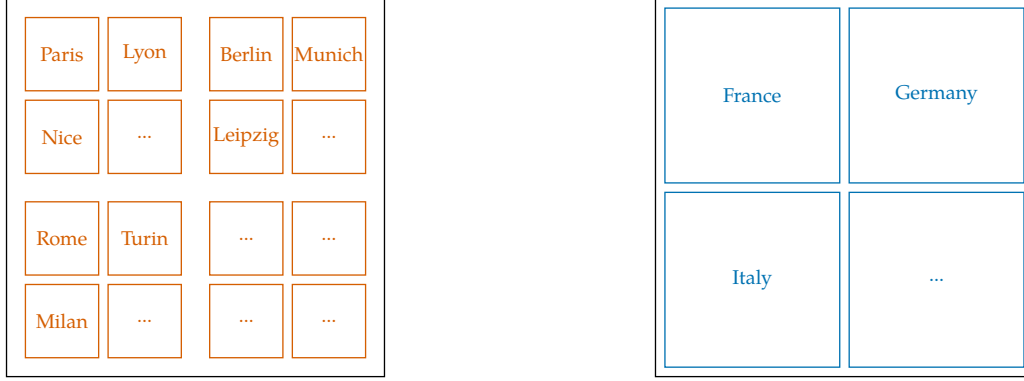 Paris Lyon Berlin Munich
Nice ... Leipzig ...
Rome Turin ... ...
Milan ... ... ...
France Germany
Italy ...